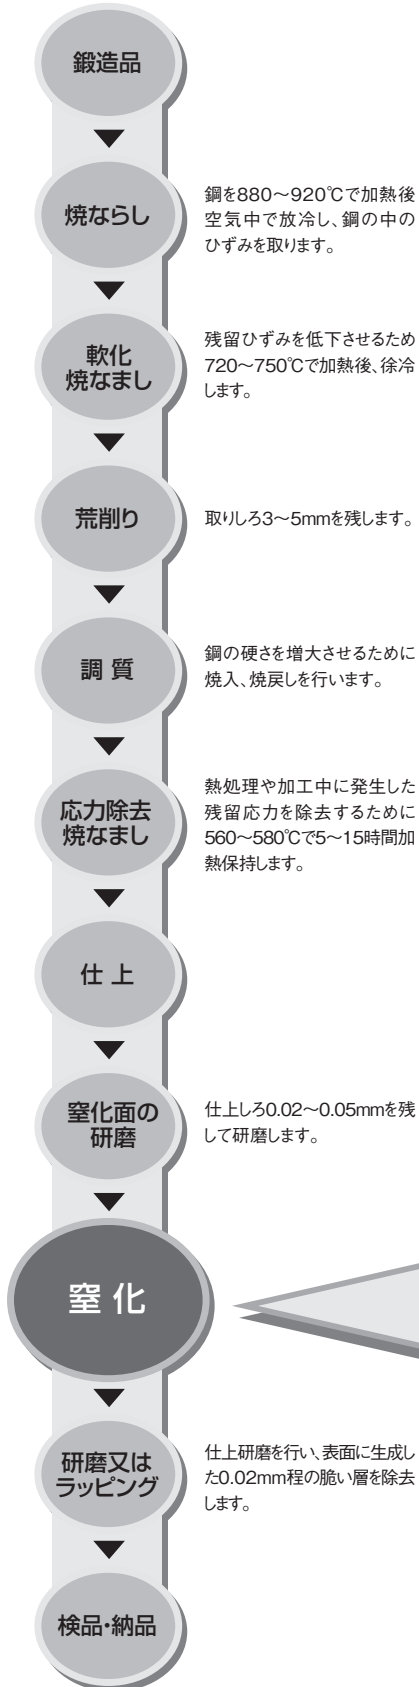 鍛造品
焼ならし
鋼を880〜920℃で加熱後
空気中で放冷し、鋼の中の
ひずみを取ります。
軟化
焼なまし
残留ひずみを低下させるため
720〜750℃で加熱後、徐冷
します。
荒削り
取りしろ3〜5mmを残します。
調 質
鋼の硬さを増大させるために
焼入、焼戻しを行います。
応力除去
焼なまし
熱処理や加工中に発生した
残留応力を除去するために
560〜580℃で5〜15時間加
熱保持します。
仕 上
窒化面の
研磨
仕上しろ0.02〜0.05mmを残
して研磨します。
窒 化
研磨又は
ラッピング
仕上研磨を行い、表面に生成し
た0.02mm程の脆い層を除去
します。
検品・納品